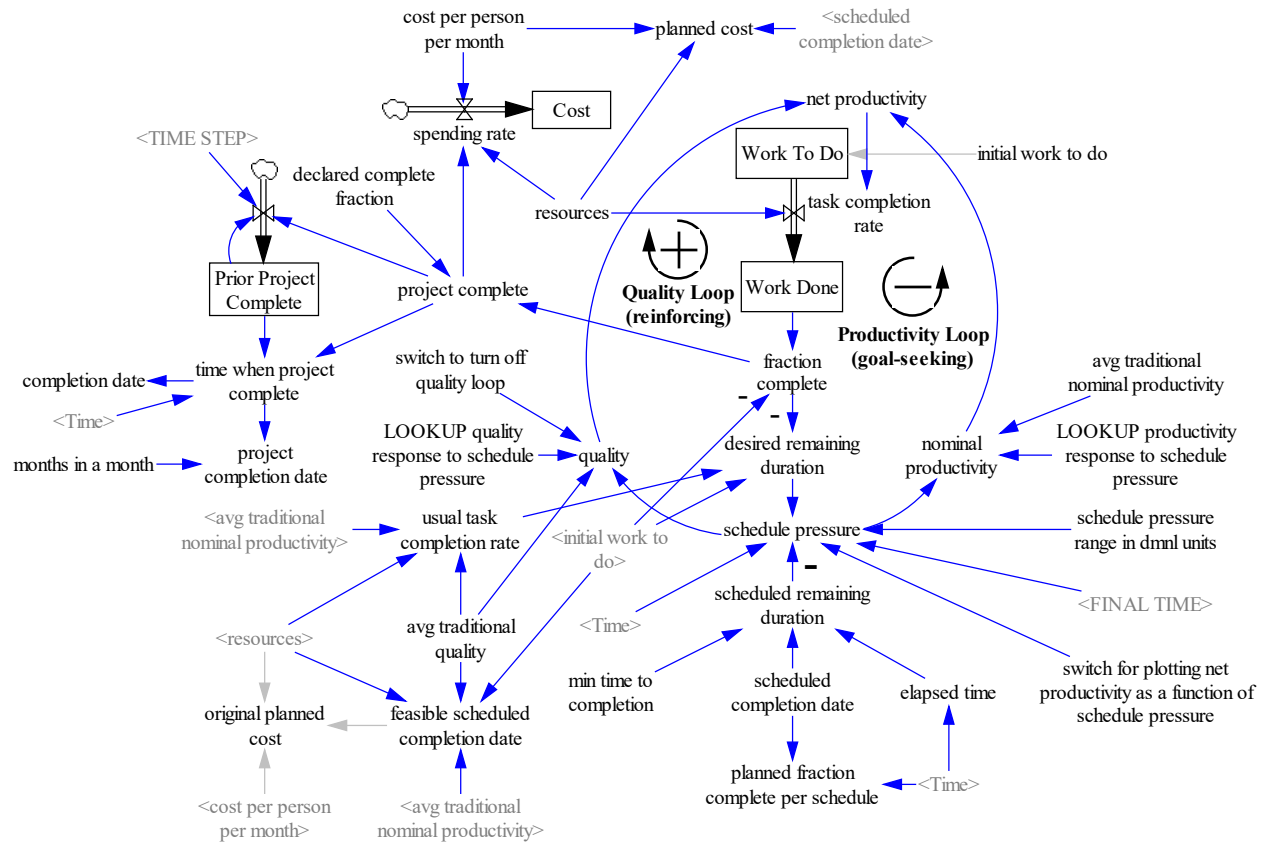 cost per person
per month
planned cost
<scheduled
completion date>
net productivity
Cost
<TIME STEP>
spending rate
Work To Do
initial work to do
declared complete
fraction
resources
task completion
rate
Prior Project
Complete
project complete
Quality Loop
(reinforcing)
Work Done
Productivity Loop
(goal-seeking)
switch to turn off
quality loop
fraction
complete
avg traditional
nominal productivity
completion date
time when project
complete
<Time>
-
-
LOOKUP quality
response to schedule
pressure
quality
desired remaining
duration
nominal
productivity
LOOKUP productivity
response to schedule
pressure
months in a month
project
completion date
<avg traditional
nominal productivity>
usual task
completion rate
<initial work to
do>
schedule pressure
schedule pressure
range in dmnl units
-
scheduled remaining
duration
<FINAL TIME>
<resources>
avg traditional
quality
<Time>
min time to
completion
scheduled
completion date
elapsed time
switch for plotting net
productivity as a function of
schedule pressure
original planned
cost
feasible scheduled
completion date
planned fraction
complete per schedule
<Time>
<cost per person
per month>
<avg traditional
nominal productivity>